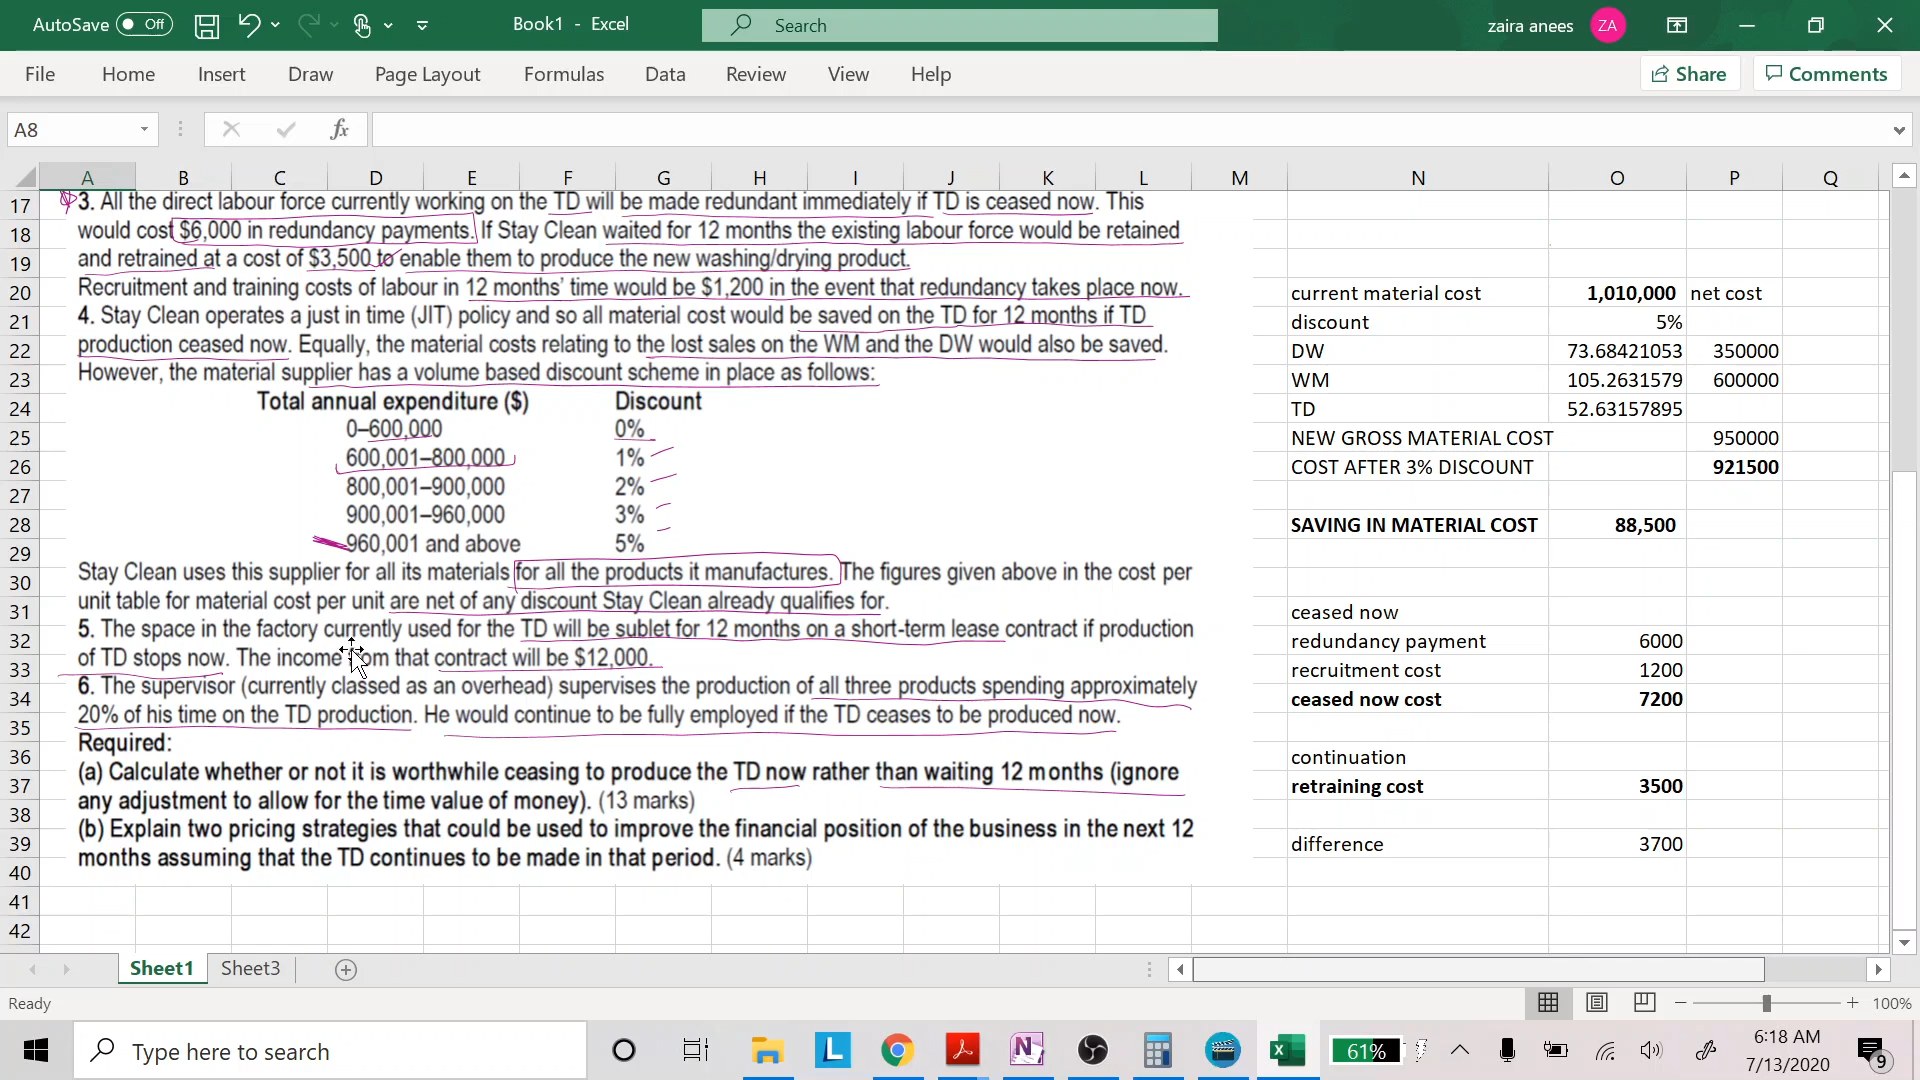 AutoSave Off Book1 - Excel Search zaira anees ZA
File Home Insert Draw Page Layout Formulas Data Review View Help Share Comments
A8 fx
A B C D E F G H I J K L M N O P Q
17 3. All the direct labour force currently working on the TD will be made redundant immediately if TD is ceased now. This
18 would cost $6,000 in redundancy payments. If Stay Clean waited for 12 months the existing labour force would be retained
19 and retrained at a cost of $3,500 to enable them to produce the new washing/drying product.
20 Recruitment and training costs of labour in 12 months' time would be $1,200 in the event that redundancy takes place now. current material cost 1,010,000 net cost
21 4. Stay Clean operates a just in time (JIT) policy and so all material cost would be saved on the TD for 12 months if TD discount 5%
22 production ceased now. Equally, the material costs relating to the lost sales on the WM and the DW would also be saved. DW 73.68421053 350000
23 However, the material supplier has a volume based discount scheme in place as follows: WM 105.2631579 600000
24 Total annual expenditure ($) Discount TD 52.63157895
25 0–600,000 0% NEW GROSS MATERIAL COST 950000
26 600,001–800,000 1% COST AFTER 3% DISCOUNT 921500
27 800,001–900,000 2%
28 900,001–960,000 3% SAVING IN MATERIAL COST 88,500
29 960,001 and above 5%
30 Stay Clean uses this supplier for all its materials for all the products it manufactures. The figures given above in the cost per
31 unit table for material cost per unit are net of any discount Stay Clean already qualifies for. ceased now
32 5. The space in the factory currently used for the TD will be sublet for 12 months on a short-term lease contract if production redundancy payment 6000
33 of TD stops now. The income from that contract will be $12,000. recruitment cost 1200
34 6. The supervisor (currently classed as an overhead) supervises the production of all three products spending approximately ceased now cost 7200
35 20% of his time on the TD production. He would continue to be fully employed if the TD ceases to be produced now.
36 Required: continuation
37 (a) Calculate whether or not it is worthwhile ceasing to produce the TD now rather than waiting 12 months (ignore retraining cost 3500
38 any adjustment to allow for the time value of money). (13 marks)
39 (b) Explain two pricing strategies that could be used to improve the financial position of the business in the next 12 difference 3700
40 months assuming that the TD continues to be made in that period. (4 marks)
41
42
Sheet1 Sheet3
Ready 100%
Type here to search L N 61% 6:18 AM
7/13/2020 9